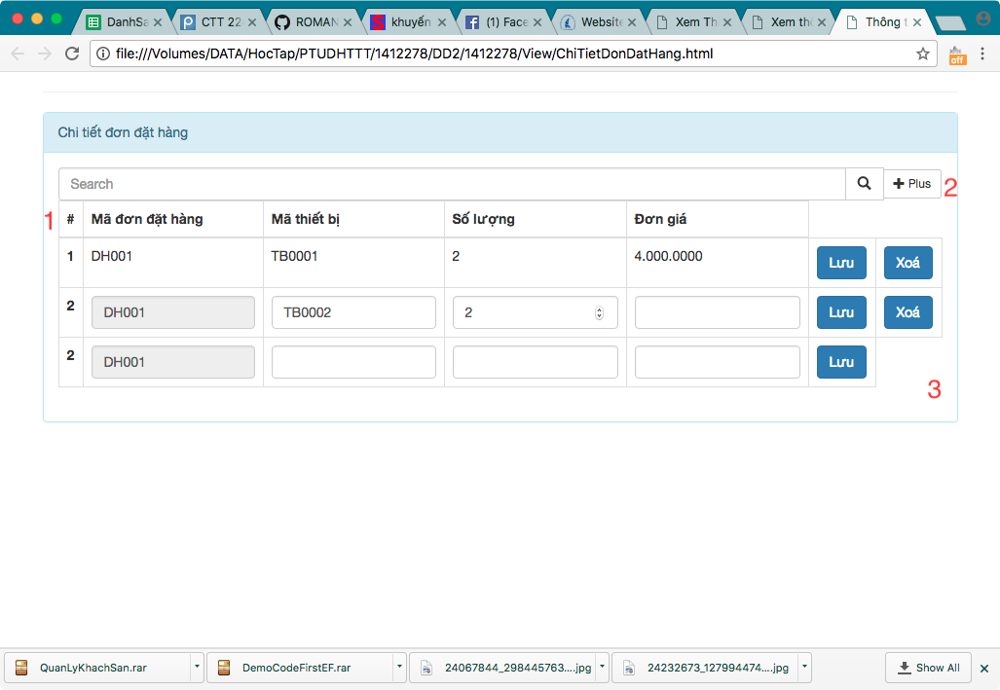 DanhSa
CTT 22
ROMAN
khuyến
(1) Face
Website
Xem Th
Xem thô
Thông t
file:///Volumes/DATA/HocTap/PTUDHTTT/1412278/DD2/1412278/View/ChiTietDonDatHang.html
off
Chi tiết đơn đặt hàng
Search
Plus
2
1
# Mã đơn đặt hàng Mã thiết bị Số lượng Đơn giá
1 DH001 TB0001 2 4.000.0000 Lưu Xoá
2 DH001 TB0002 2 Lưu Xoá
2 DH001 Lưu
3
QuanLyKhachSan.rar
DemoCodeFirstEF.rar
24067844_298445763....jpg
24232673_127994474....jpg
Show All